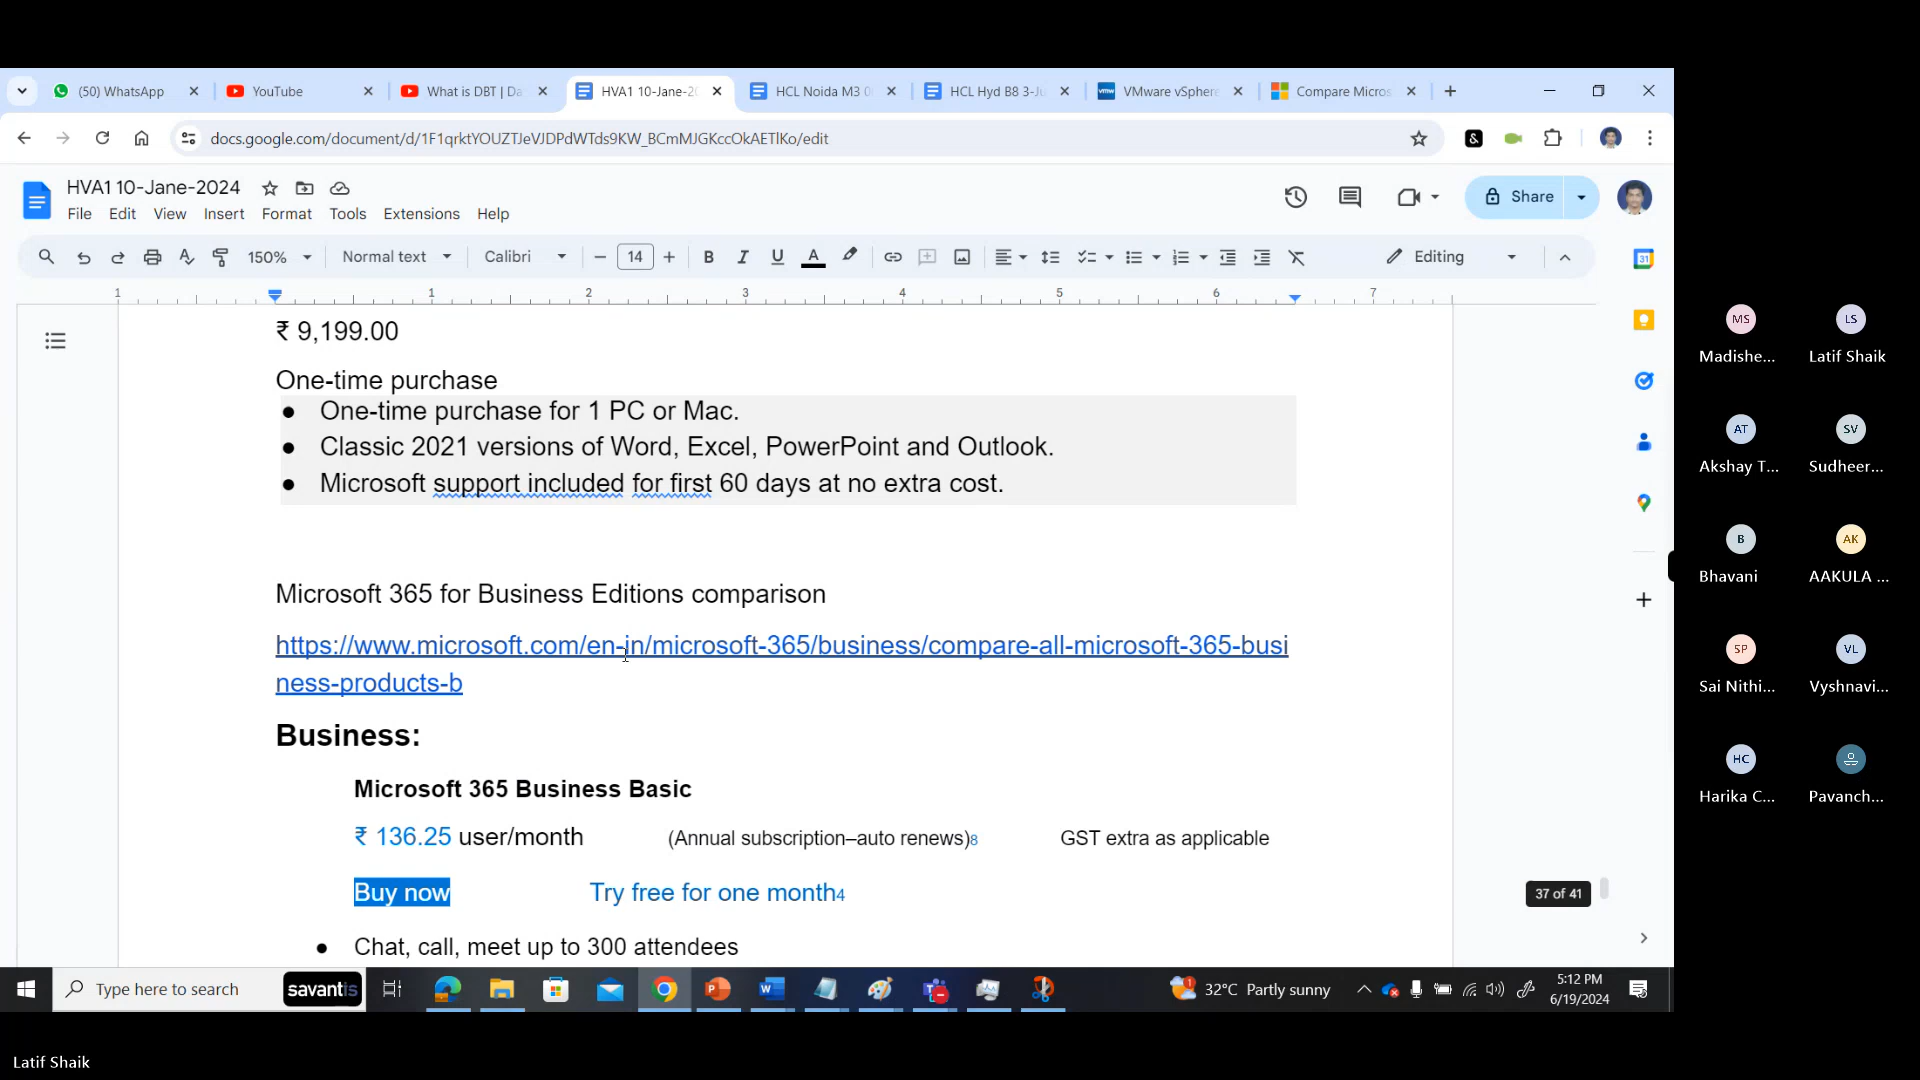 (50) WhatsApp
YouTube
What is DBT | Da
HVA1 10-Jane-20
HCL Noida M3 0
HCL Hyd B8 3-Ju
VMware vSphere
Compare Micros
docs.google.com/document/d/1F1qrktYOUZTJeVJDPdWTds9KW_BCmMJGKccOkAETlKo/edit
HVA1 10-Jane-2024
File Edit View Insert Format Tools Extensions Help
Share
150% Normal text Calibri 14 Editing
1 1 2 3 4 5 6 7
₹ 9,199.00
One-time purchase
● One-time purchase for 1 PC or Mac.
● Classic 2021 versions of Word, Excel, PowerPoint and Outlook.
● Microsoft support included for first 60 days at no extra cost.
Microsoft 365 for Business Editions comparison
https://www.microsoft.com/en-in/microsoft-365/business/compare-all-microsoft-365-busi
ness-products-b
Business:
Microsoft 365 Business Basic
₹ 136.25 user/month (Annual subscription–auto renews)8 GST extra as applicable
Buy now Try free for one month4
37 of 41
● Chat, call, meet up to 300 attendees
MS LS
Madishe... Latif Shaik
AT SV
Akshay T... Sudheer...
B AK
Bhavani AAKULA ...
SP VL
Sai Nithi... Vyshnavi...
HC
Harika C... Pavanch...
Type here to search
savantis
32°C Partly sunny
5:12 PM
6/19/2024
Latif Shaik